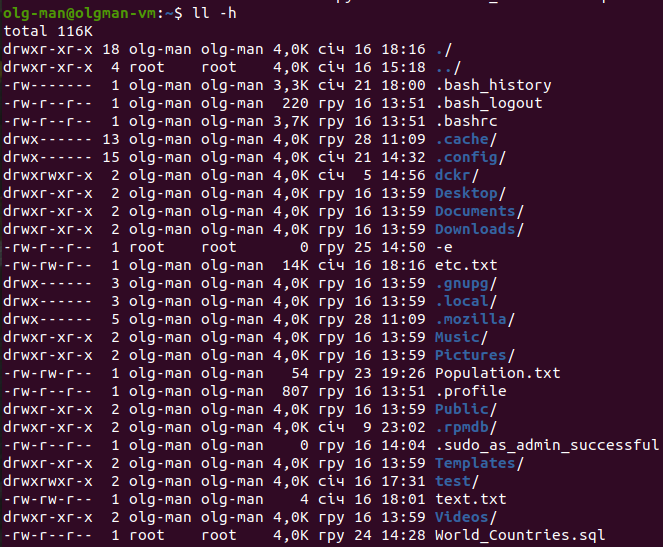 olg-man@olgman-vm:~$ ll -h
total 116K
drwxr-xr-x 18 olg-man olg-man 4,0K січ 16 18:16 ./
drwxr-xr-x  4 root    root    4,0K січ 16 15:18 ../
-rw-------  1 olg-man olg-man 3,3K січ 21 18:00 .bash_history
-rw-r--r--  1 olg-man olg-man  220 гру 16 13:51 .bash_logout
-rw-r--r--  1 olg-man olg-man 3,7K гру 16 13:51 .bashrc
drwx------ 13 olg-man olg-man 4,0K гру 28 11:09 .cache/
drwx------ 15 olg-man olg-man 4,0K січ 21 14:32 .config/
drwxrwxr-x  2 olg-man olg-man 4,0K січ  5 14:56 dckr/
drwxr-xr-x  2 olg-man olg-man 4,0K гру 16 13:59 Desktop/
drwxr-xr-x  2 olg-man olg-man 4,0K гру 16 13:59 Documents/
drwxr-xr-x  2 olg-man olg-man 4,0K гру 16 13:59 Downloads/
-rw-r--r--  1 root    root       0 гру 25 14:50 -e
-rw-rw-r--  1 olg-man olg-man  14K січ 16 18:16 etc.txt
drwx------  3 olg-man olg-man 4,0K гру 16 13:59 .gnupg/
drwx------  3 olg-man olg-man 4,0K гру 16 13:59 .local/
drwx------  5 olg-man olg-man 4,0K гру 28 11:09 .mozilla/
drwxr-xr-x  2 olg-man olg-man 4,0K гру 16 13:59 Music/
drwxr-xr-x  2 olg-man olg-man 4,0K гру 16 13:59 Pictures/
-rw-rw-r--  1 olg-man olg-man   54 гру 23 19:26 Population.txt
-rw-r--r--  1 olg-man olg-man  807 гру 16 13:51 .profile
drwxr-xr-x  2 olg-man olg-man 4,0K гру 16 13:59 Public/
drwxr-xr-x  2 olg-man olg-man 4,0K січ  9 23:02 .rpmdb/
-rw-r--r--  1 olg-man olg-man    0 гру 16 14:04 .sudo_as_admin_successful
drwxr-xr-x  2 olg-man olg-man 4,0K гру 16 13:59 Templates/
drwxrwxr-x  2 olg-man olg-man 4,0K січ 16 17:31 test/
-rw-rw-r--  1 olg-man olg-man    4 січ 16 18:01 text.txt
drwxr-xr-x  2 olg-man olg-man 4,0K гру 16 13:59 Videos/
-rw-r--r--  1 root    root    4,0K гру 24 14:28 World_Countries.sql